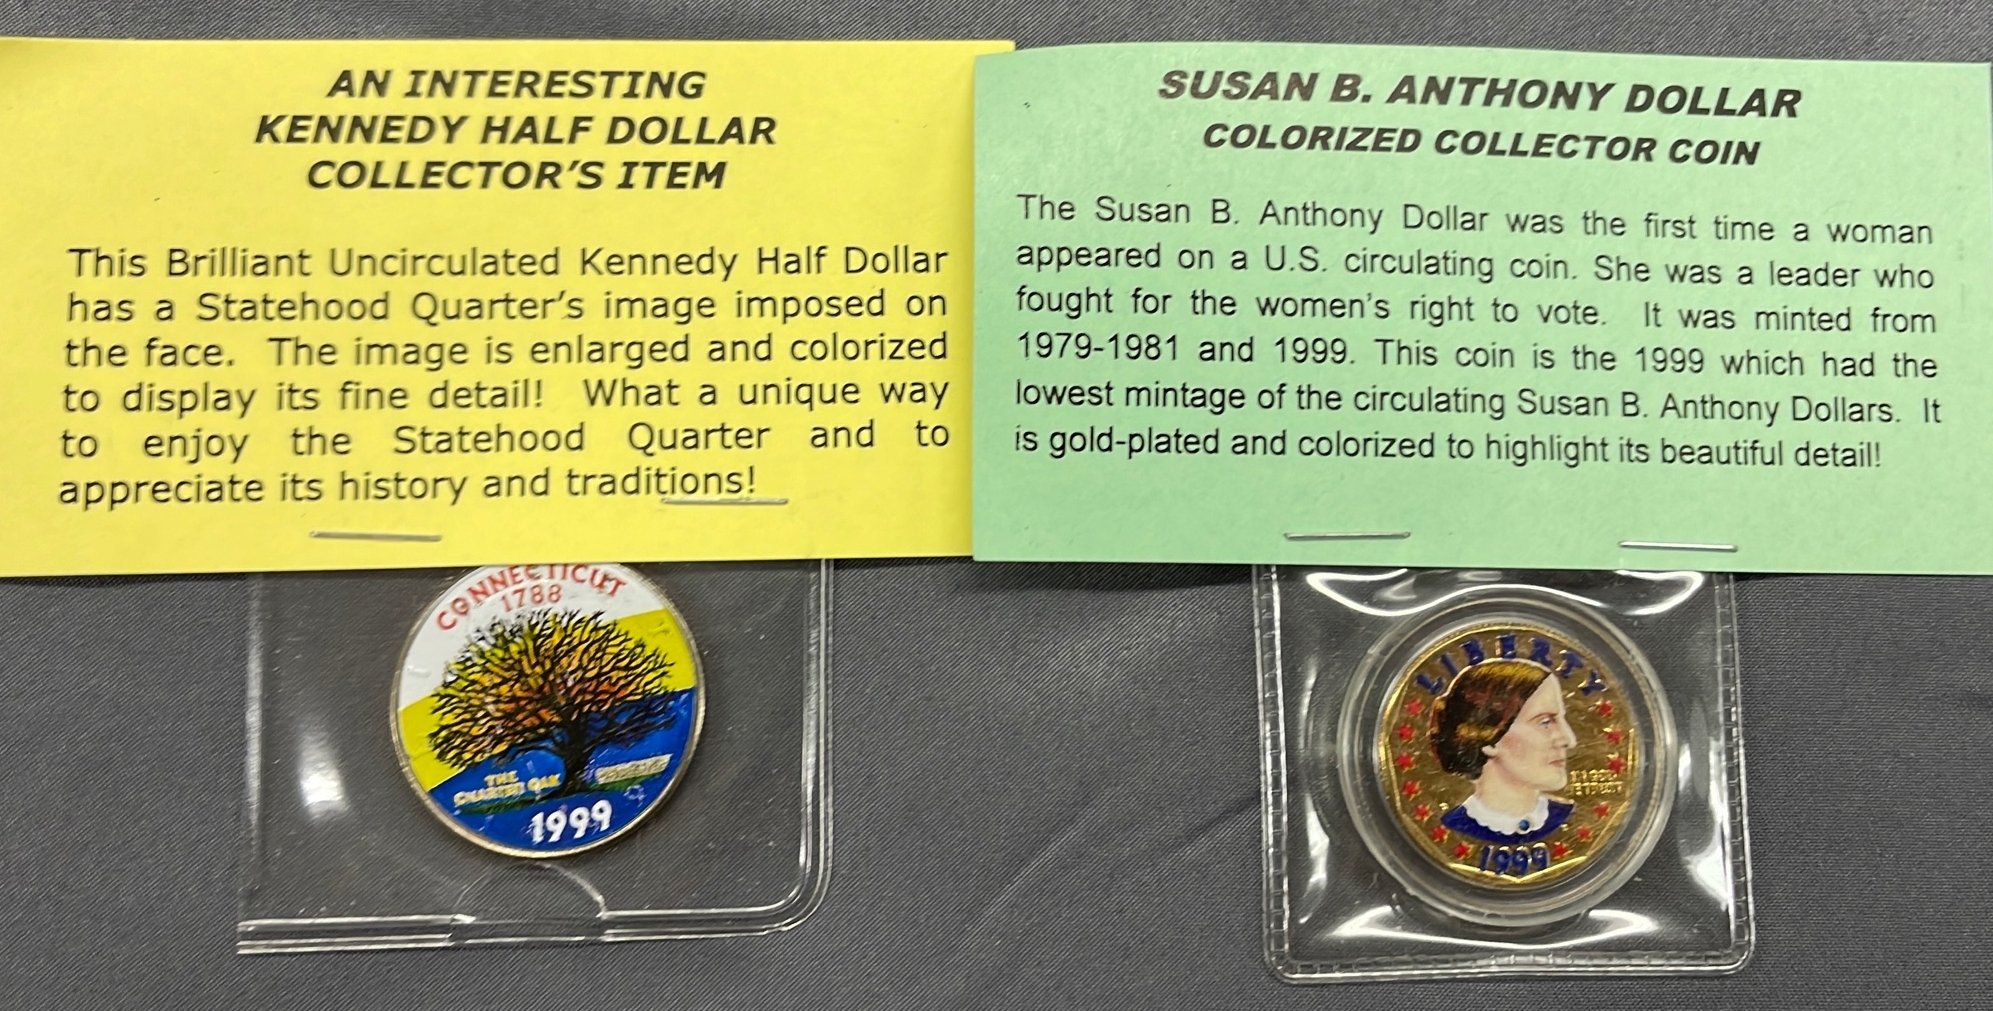 AN INTERESTING
KENNEDY HALF DOLLAR
COLLECTOR'S ITEM
This Brilliant Uncirculated Kennedy Half Dollar
has a Statehood Quarter's image imposed on
the face. The image is enlarged and colorized
to display its fine detail! What a unique way
to enjoy the Statehood Quarter and to
appreciate its history and traditions!
CONNECTICUT
1788
THE
CHARTER OAK
1999
SUSAN B. ANTHONY DOLLAR
COLORIZED COLLECTOR COIN
The Susan B. Anthony Dollar was the first time a woman
appeared on a U.S. circulating coin. She was a leader who
fought for the women's right to vote. It was minted from
1979-1981 and 1999. This coin is the 1999 which had the
lowest mintage of the circulating Susan B. Anthony Dollars. It
is gold-plated and colorized to highlight its beautiful detail!
LIBERTY
1999